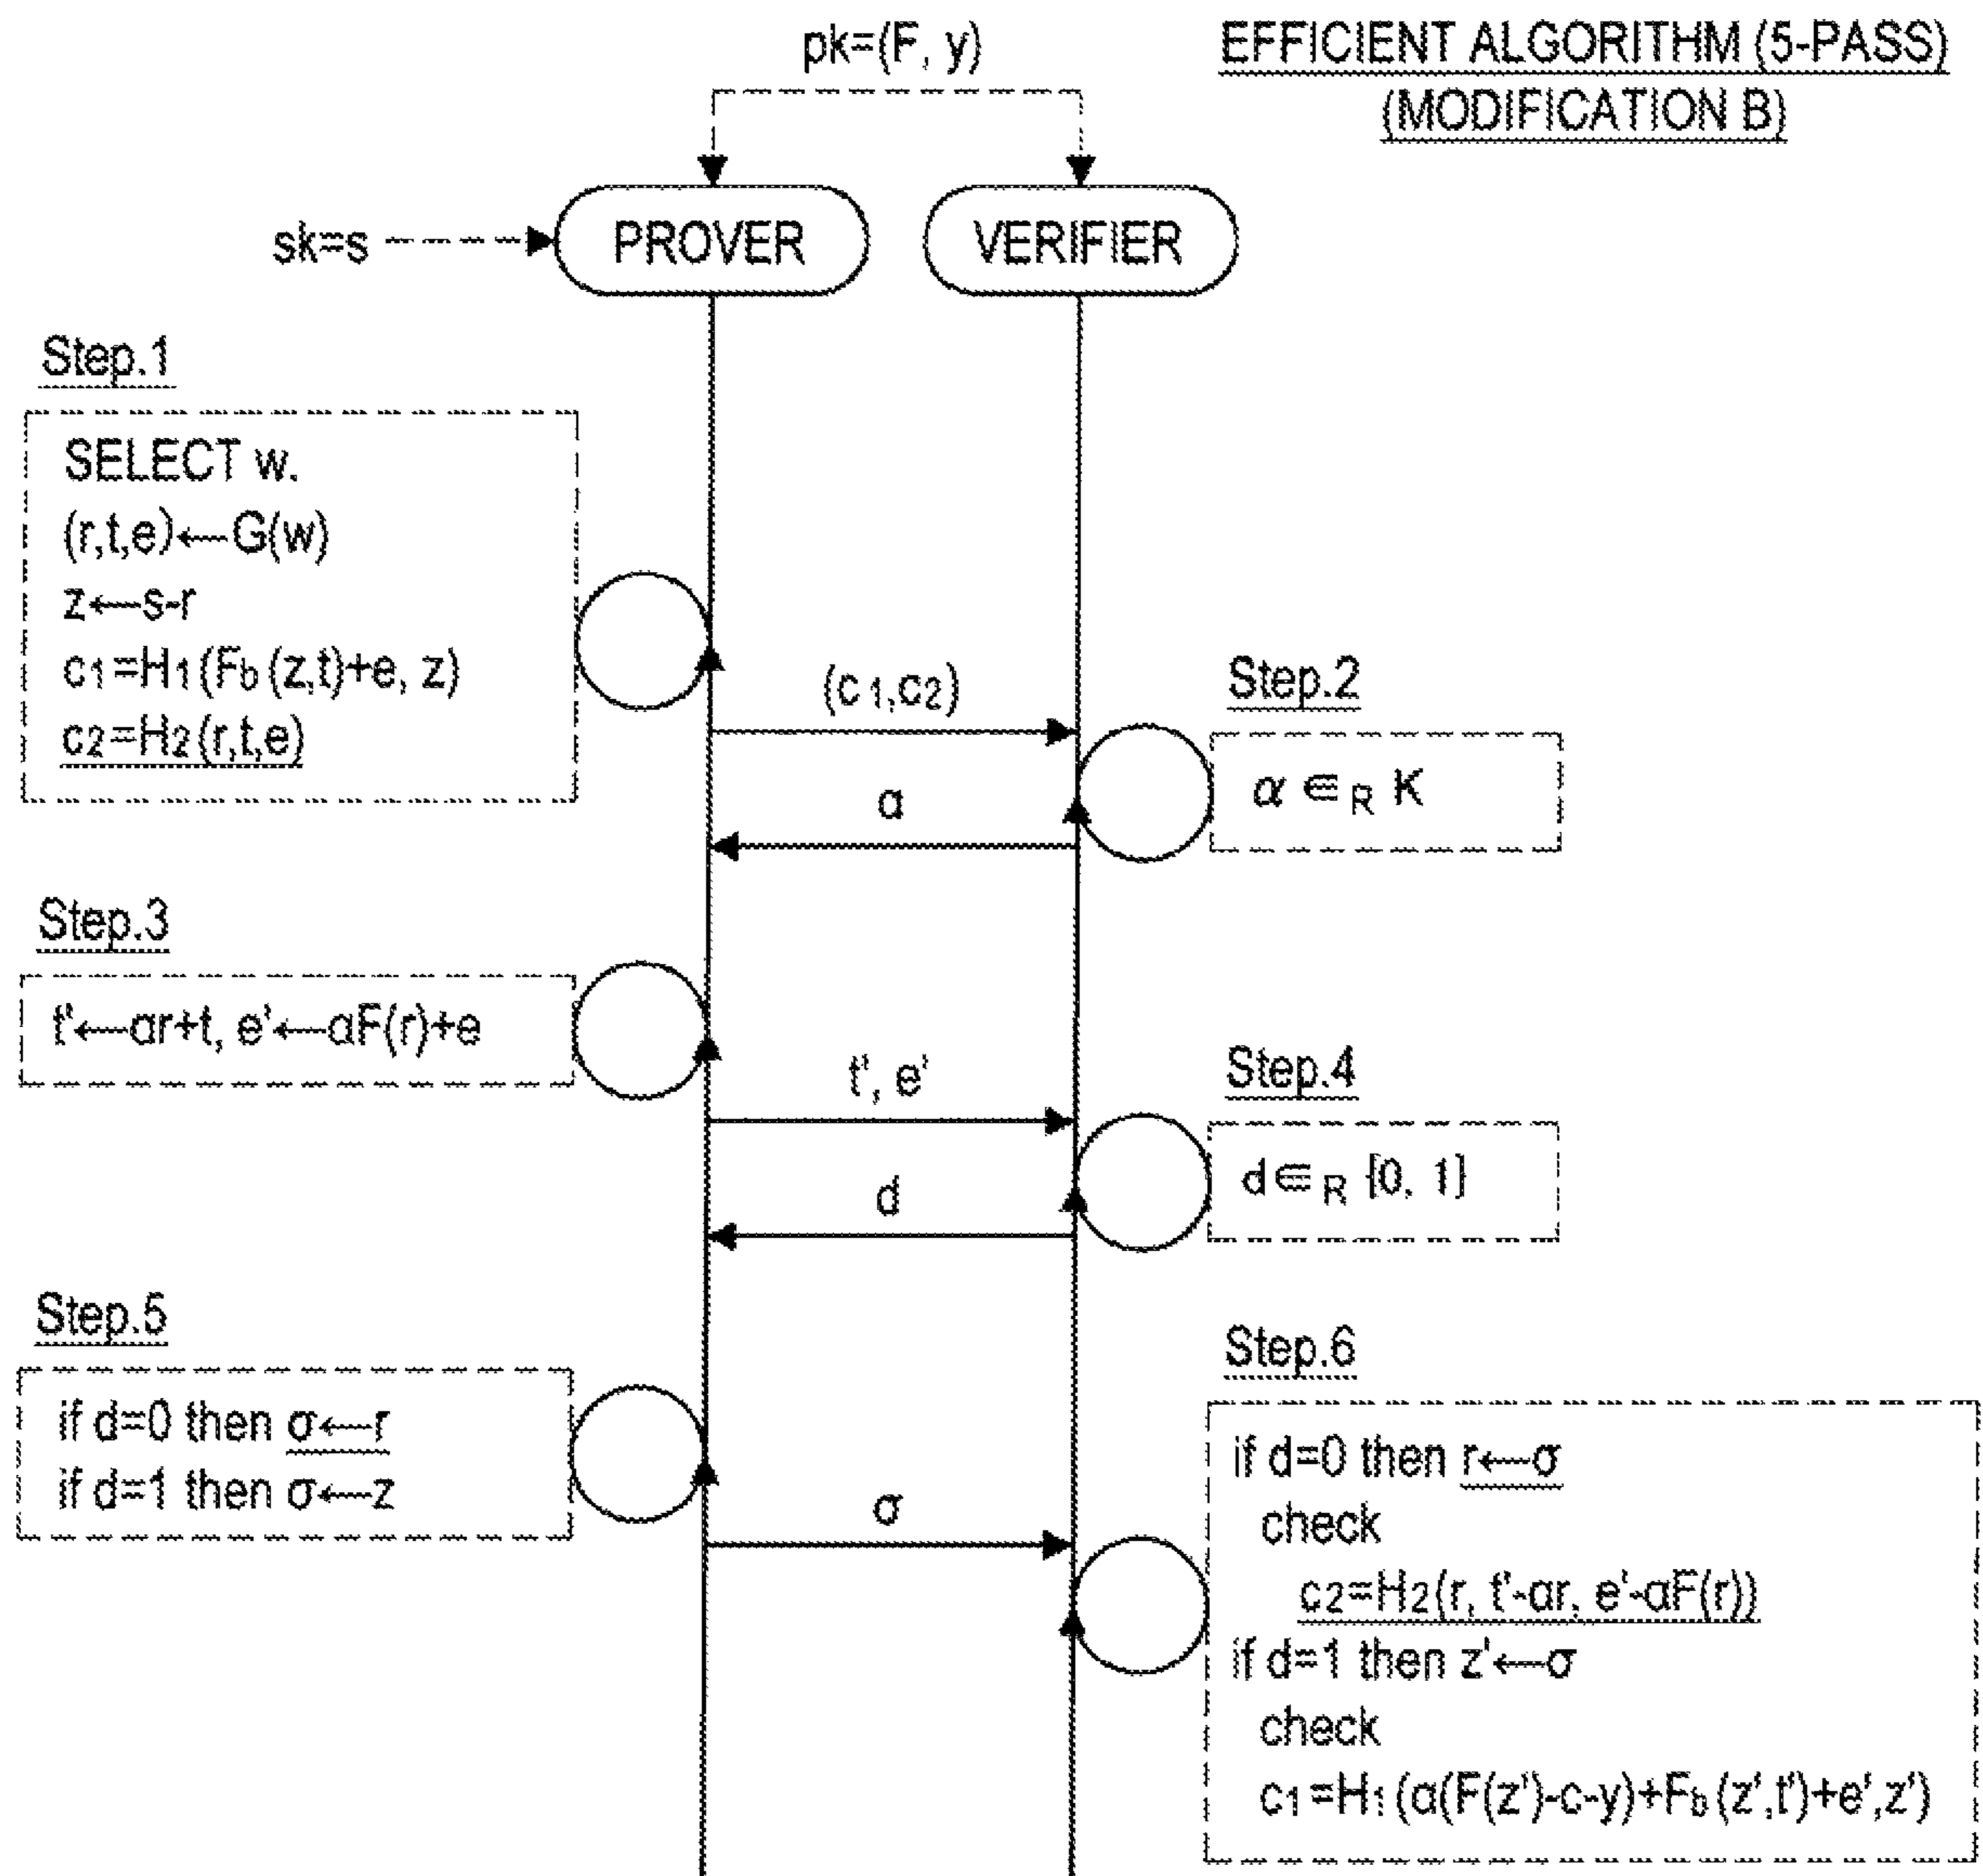 pk=(F, y)
EFFICIENT ALGORITHM (5-PASS)
(MODIFICATION B)
sk=s
PROVER
VERIFIER
Step.1
SELECT w.
(r,t,e)←G(w)
z←s-r
c1=H1(Fb(z,t)+e, z)
c2=H2(r,t,e)
(c1,c2)
Step.2
α ∈R K
α
Step.3
t'←αr+t, e'←αF(r)+e
t', e'
Step.4
d∈R {0, 1}
d
Step.5
if d=0 then σ←r
if d=1 then σ←z
σ
Step.6
if d=0 then r←σ
check
c2=H2(r, t'-αr, e'-αF(r))
if d=1 then z'←σ
check
c1=H1(α(F(z')-c-y)+Fb(z',t')+e',z')